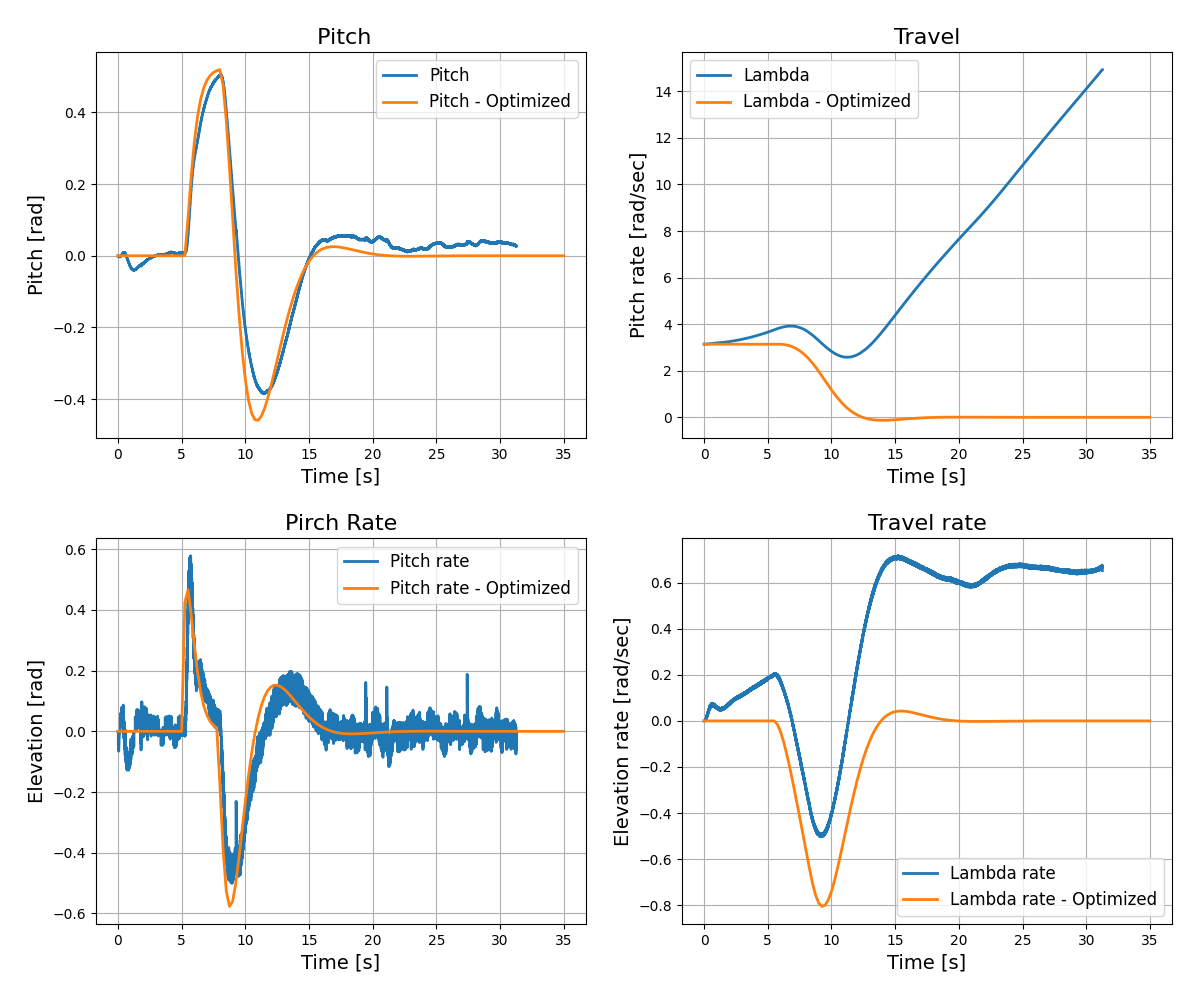 Pitch
Pitch [rad]
0.4
0.2
0.0
−0.2
−0.4
Pitch
Pitch - Optimized
0 5 10 15 20 25 30 35
Time [s]
Travel
Pitch rate [rad/sec]
14
12
10
8
6
4
2
0
Lambda
Lambda - Optimized
0 5 10 15 20 25 30 35
Time [s]
Pirch Rate
Elevation [rad]
0.6
0.4
0.2
0.0
−0.2
−0.4
−0.6
Pitch rate
Pitch rate - Optimized
0 5 10 15 20 25 30 35
Time [s]
Travel rate
Elevation rate [rad/sec]
0.6
0.4
0.2
0.0
−0.2
−0.4
−0.6
−0.8
Lambda rate
Lambda rate - Optimized
0 5 10 15 20 25 30 35
Time [s]